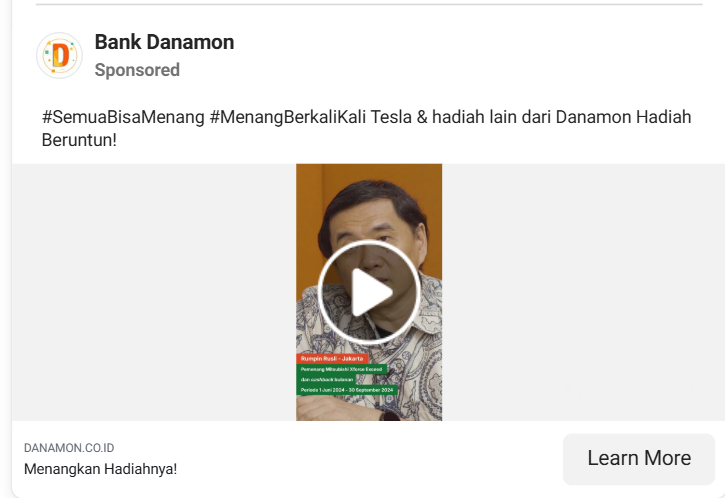 Bank Danamon
Sponsored
#SemuaBisaMenang #MenangBerkaliKali Tesla & hadiah lain dari Danamon Hadiah
Beruntun!
Rumpin Rusli - Jakarta
Pemenang Mitsubishi Xforce Exceed
dan cashback bulanan
Periode 1 Juni 2024 - 30 September 2024
DANAMON.CO.ID
Menangkan Hadiahnya!
Learn More